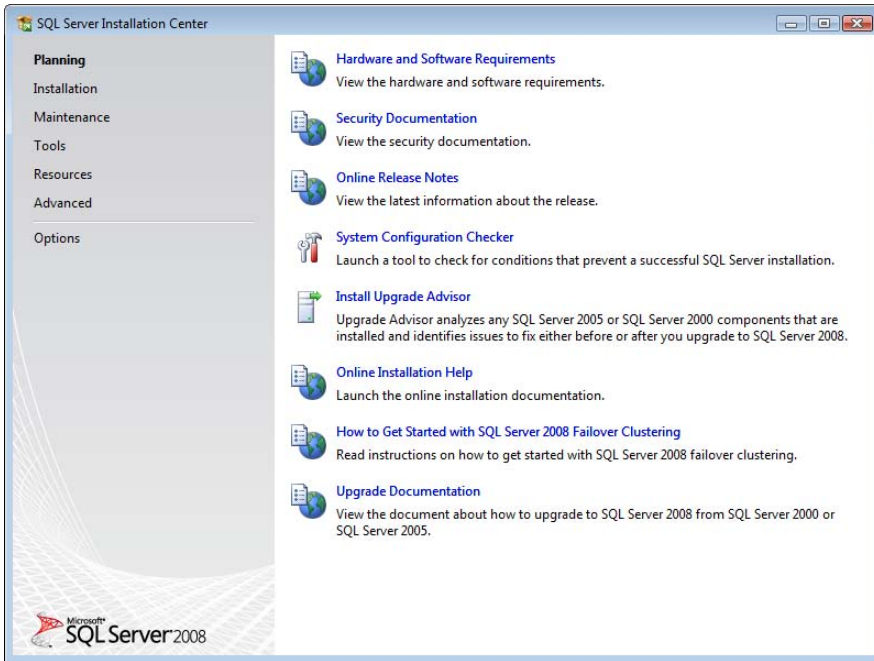 SQL Server Installation Center
Planning
Installation
Maintenance
Tools
Resources
Advanced
Options
Hardware and Software Requirements
View the hardware and software requirements.
Security Documentation
View the security documentation.
Online Release Notes
View the latest information about the release.
System Configuration Checker
Launch a tool to check for conditions that prevent a successful SQL Server installation.
Install Upgrade Advisor
Upgrade Advisor analyzes any SQL Server 2005 or SQL Server 2000 components that are
installed and identifies issues to fix either before or after you upgrade to SQL Server 2008.
Online Installation Help
Launch the online installation documentation.
How to Get Started with SQL Server 2008 Failover Clustering
Read instructions on how to get started with SQL Server 2008 failover clustering.
Upgrade Documentation
View the document about how to upgrade to SQL Server 2008 from SQL Server 2000 or
SQL Server 2005.
Microsoft®
SQL Server 2008